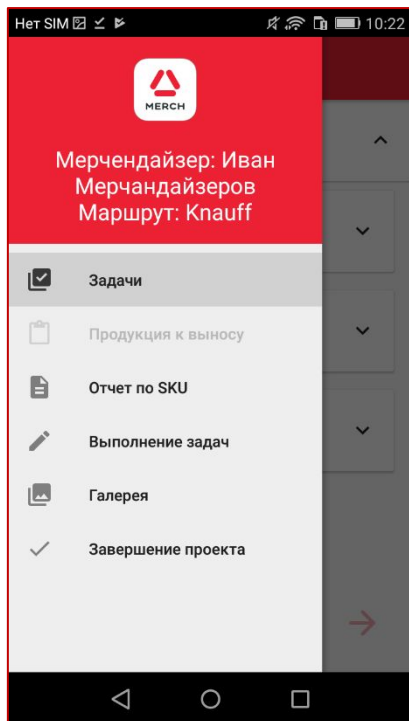 Нет SIM 10:22
MERCH
Мерчендайзер: Иван
Мерчандайзеров
Маршрут: Knauff
Задачи
Продукция к выносу
Отчет по SKU
Выполнение задач
Галерея
Завершение проекта